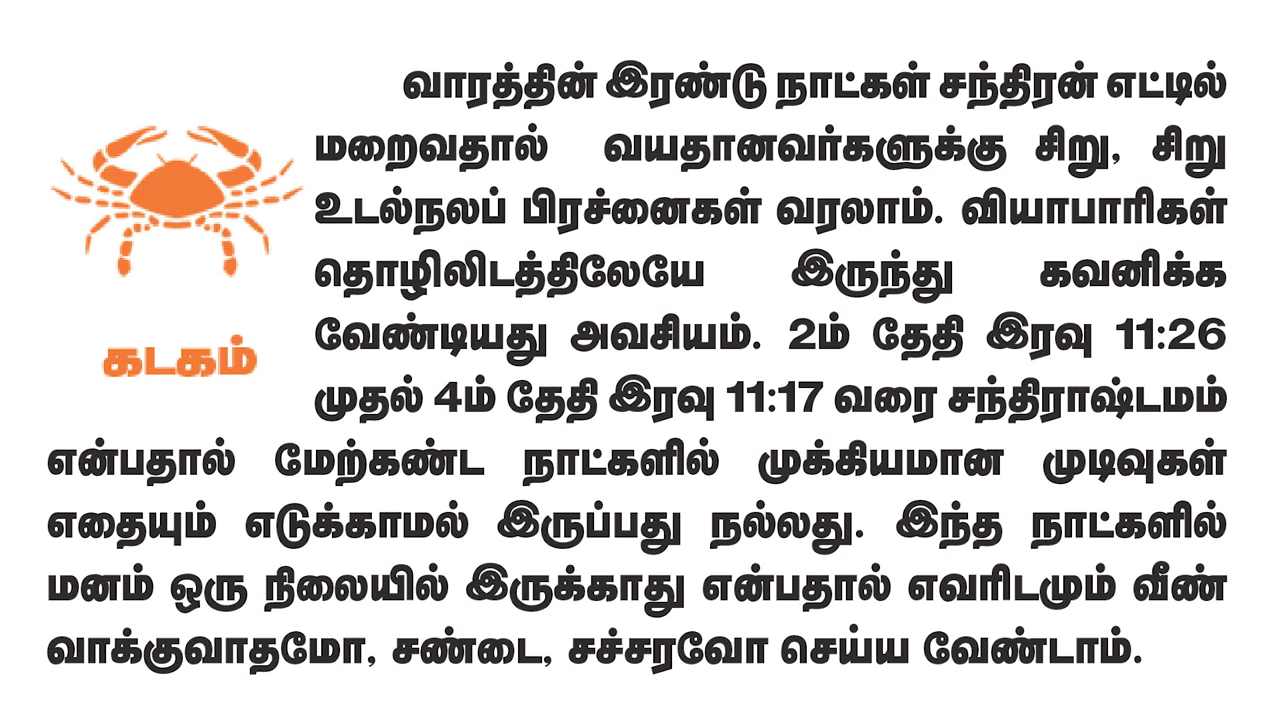 வாரத்தின் இரண்டு நாட்கள் சந்திரன் எட்டில்
மறைவதால் வயதானவர்களுக்கு சிறு, சிறு
உடல்நலப் பிரச்னைகள் வரலாம். வியாபாரிகள்
தொழிலிடத்திலேயே இருந்து கவனிக்க
வேண்டியது அவசியம். 2ம் தேதி இரவு 11:26
முதல் 4ம் தேதி இரவு 11:17 வரை சந்திராஷ்டமம்
என்பதால் மேற்கண்ட நாட்களில் முக்கியமான முடிவுகள்
எதையும் எடுக்காமல் இருப்பது நல்லது. இந்த நாட்களில்
மனம் ஒரு நிலையில் இருக்காது என்பதால் எவரிடமும் வீண்
வாக்குவாதமோ, சண்டை, சச்சரவோ செய்ய வேண்டாம்.
கடகம்